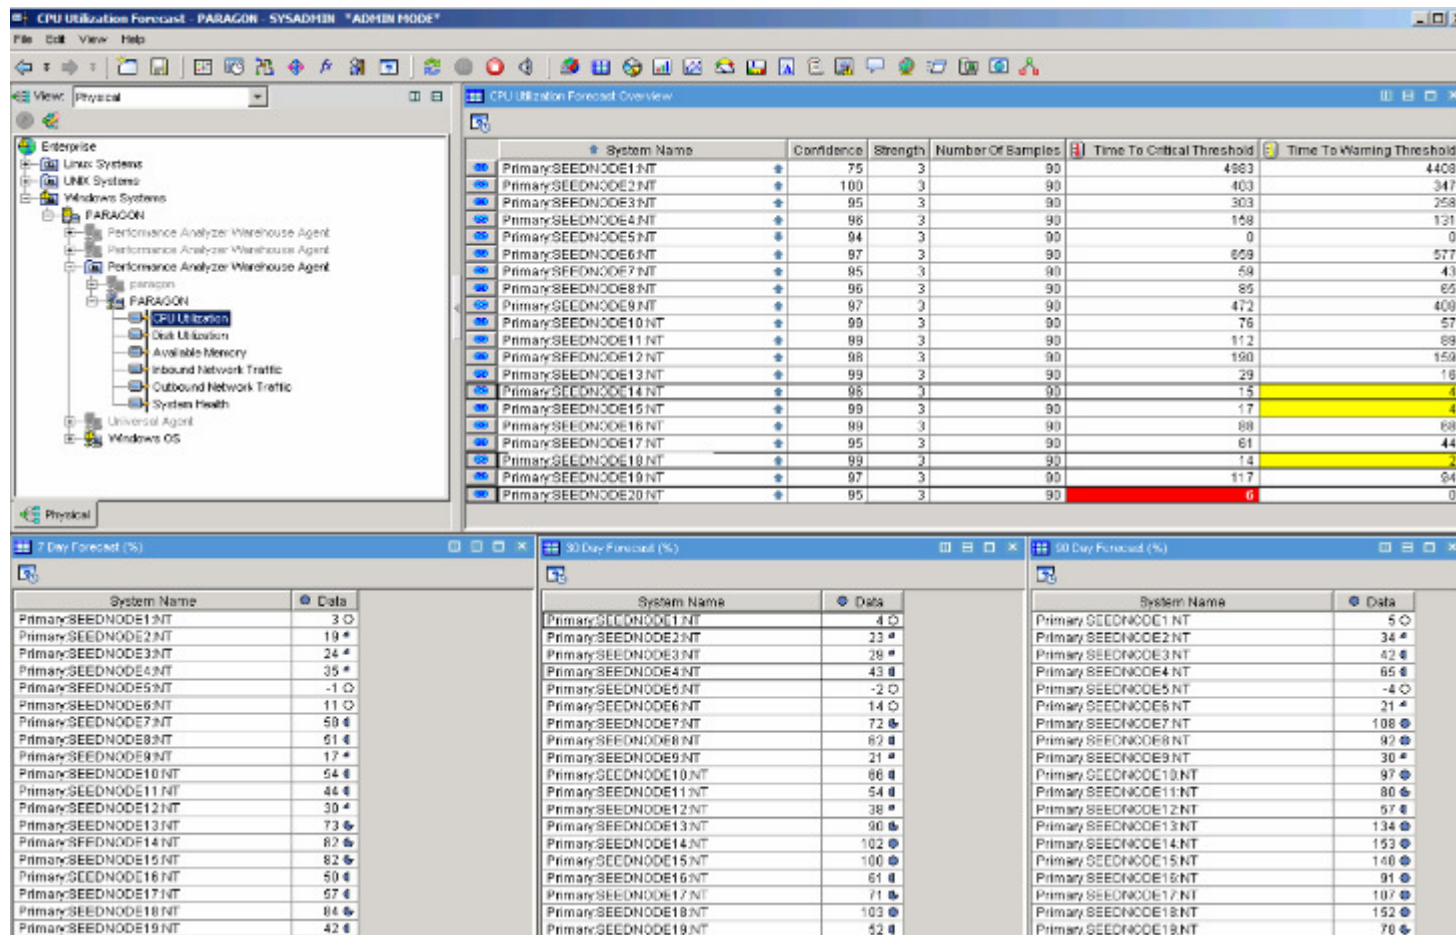 CPU Utilization Forecast - PARAGON - SYSADMIN *ADMIN MODE*
File Edit View Help
View: Physical
Enterprise
Linux Systems
UNIX Systems
Windows Systems
PARAGON
Performance Analyzer Warehouse Agent
Performance Analyzer Warehouse Agent
Performance Analyzer Warehouse Agent
paragon
PARAGON
CPU Utilization
Disk Utilization
Available Memory
Inbound Network Traffic
Outbound Network Traffic
System Health
Universal Agent
Windows OS
Physical
CPU Utilization Forecast Overview
System Name Confidence Strength Number Of Samples Time To Critical Threshold Time To Warning Threshold
Primary:SEEDNODE1:NT 75 3 90 4983 4408
Primary:SEEDNODE2:NT 100 3 90 403 347
Primary:SEEDNODE3:NT 95 3 90 303 258
Primary:SEEDNODE4:NT 96 3 90 158 131
Primary:SEEDNODE5:NT 94 3 90 0 0
Primary:SEEDNODE6:NT 97 3 90 659 577
Primary:SEEDNODE7:NT 95 3 90 59 43
Primary:SEEDNODE8:NT 96 3 90 85 65
Primary:SEEDNODE9:NT 97 3 90 472 408
Primary:SEEDNODE10:NT 99 3 90 76 57
Primary:SEEDNODE11:NT 99 3 90 112 89
Primary:SEEDNODE12:NT 98 3 90 190 159
Primary:SEEDNODE13:NT 99 3 90 29 16
Primary:SEEDNODE14:NT 98 3 90 15 4
Primary:SEEDNODE15:NT 99 3 90 17 4
Primary:SEEDNODE16:NT 99 3 90 88 68
Primary:SEEDNODE17:NT 95 3 90 61 44
Primary:SEEDNODE18:NT 99 3 90 14 2
Primary:SEEDNODE19:NT 97 3 90 117 94
Primary:SEEDNODE20:NT 95 3 90 6 0
7 Day Forecast (%)
System Name Data
Primary:SEEDNODE1:NT 3
Primary:SEEDNODE2:NT 19
Primary:SEEDNODE3:NT 24
Primary:SEEDNODE4:NT 35
Primary:SEEDNODE5:NT -1
Primary:SEEDNODE6:NT 11
Primary:SEEDNODE7:NT 58
Primary:SEEDNODE8:NT 51
Primary:SEEDNODE9:NT 17
Primary:SEEDNODE10:NT 54
Primary:SEEDNODE11:NT 44
Primary:SEEDNODE12:NT 30
Primary:SEEDNODE13:NT 73
Primary:SEEDNODE14:NT 82
Primary:SEEDNODE15:NT 82
Primary:SEEDNODE16:NT 50
Primary:SEEDNODE17:NT 57
Primary:SEEDNODE18:NT 84
Primary:SEEDNODE19:NT 42
30 Day Forecast (%)
System Name Data
Primary:SEEDNODE1:NT 4
Primary:SEEDNODE2:NT 23
Primary:SEEDNODE3:NT 29
Primary:SEEDNODE4:NT 43
Primary:SEEDNODE5:NT -2
Primary:SEEDNODE6:NT 14
Primary:SEEDNODE7:NT 72
Primary:SEEDNODE8:NT 62
Primary:SEEDNODE9:NT 21
Primary:SEEDNODE10:NT 66
Primary:SEEDNODE11:NT 54
Primary:SEEDNODE12:NT 38
Primary:SEEDNODE13:NT 90
Primary:SEEDNODE14:NT 102
Primary:SEEDNODE15:NT 100
Primary:SEEDNODE16:NT 61
Primary:SEEDNODE17:NT 71
Primary:SEEDNODE18:NT 103
Primary:SEEDNODE19:NT 52
90 Day Forecast (%)
System Name Data
Primary:SEEDNODE1:NT 5
Primary:SEEDNODE2:NT 34
Primary:SEEDNODE3:NT 42
Primary:SEEDNODE4:NT 65
Primary:SEEDNODE5:NT -4
Primary:SEEDNODE6:NT 21
Primary:SEEDNODE7:NT 108
Primary:SEEDNODE8:NT 92
Primary:SEEDNODE9:NT 30
Primary:SEEDNODE10:NT 97
Primary:SEEDNODE11:NT 80
Primary:SEEDNODE12:NT 57
Primary:SEEDNODE13:NT 134
Primary:SEEDNODE14:NT 153
Primary:SEEDNODE15:NT 148
Primary:SEEDNODE16:NT 91
Primary:SEEDNODE17:NT 107
Primary:SEEDNODE18:NT 152
Primary:SEEDNODE19:NT 78